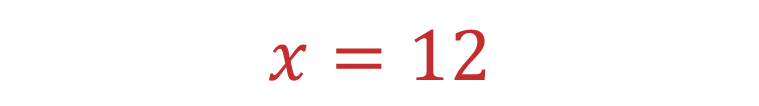 x = 12